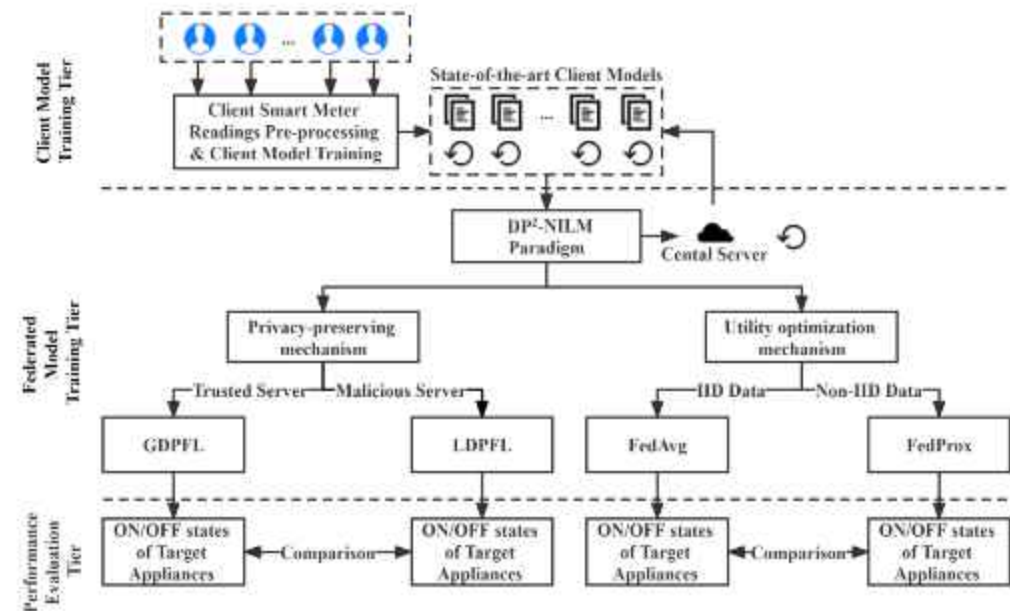 Client Model
Training Tier
...
Client Smart Meter
Readings Pre-processing
& Client Model Training
State-of-the-art Client Models
...
DP²-NILM
Paradigm
Cental Server
Federated
Model
Training Tier
Privacy-preserving
mechanism
Utility optimization
mechanism
Trusted Server
Malicious Server
IID Data
Non-IID Data
GDPFL
LDPFL
FedAvg
FedProx
Performance
Evaluation
Tier
ON/OFF states
of Target
Appliances
Comparison
ON/OFF states
of Target
Appliances
ON/OFF states
of Target
Appliances
Comparison
ON/OFF states
of Target
Appliances